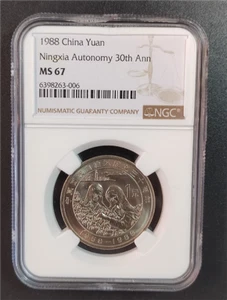 1988 China Yuan
Ningxia Autonomy 30th Ann
MS 67
6398263-006
NUMISMATIC GUARANTY COMPANY
NGC